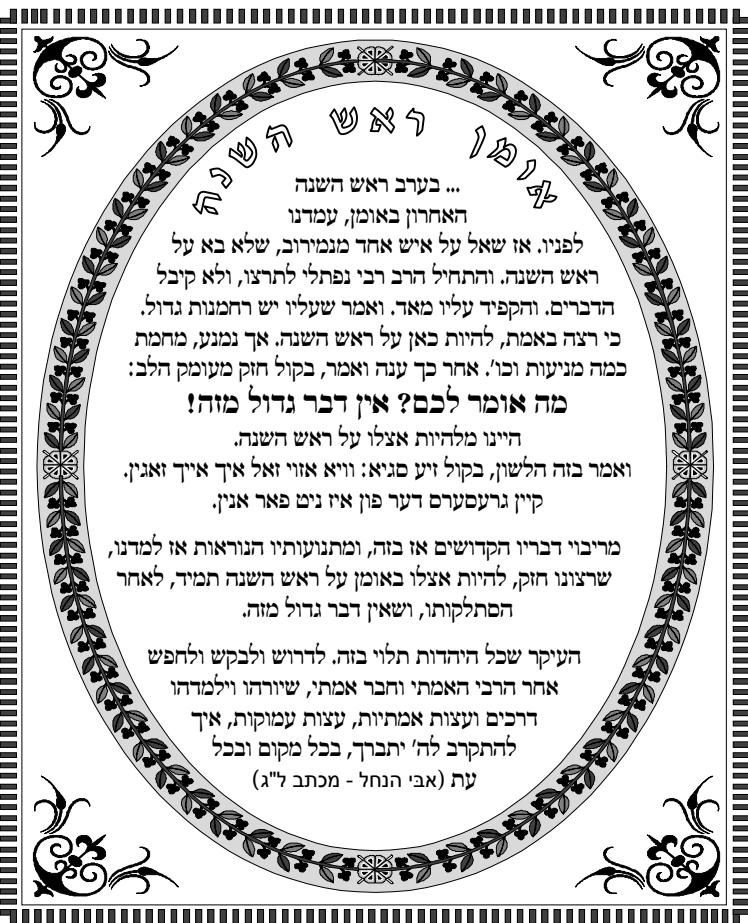 אומן ראש השנה
... בערב ראש השנה
האחרון באומן, עמדנו
לפניו. אז שאל על איש אחד מנמירוב, שלא בא על
ראש השנה. והתחיל הרב רבי נפתלי לתרצו, ולא קיבל
הדברים. והקפיד עליו מאד. ואמר שעליו יש רחמנות גדול.
כי רצה באמת, להיות כאן על ראש השנה. אך נמנע, מחמת
כמה מניעות וכו'. אחר כך ענה ואמר, בקול חזק מעומק הלב:
מה אומר לכם? אין דבר גדול מזה!
היינו מלהיות אצלו על ראש השנה.
ואמר בזה הלשון, בקול זיע סגיא: וויא אזוי זאל איך אייך זאגין.
קיין גרעסערס דער פון איז ניט פאר אנין.
מריבוי דבריו הקדושים אז בזה, ומתנועותיו הנוראות אז למדנו,
שרצונו חזק, להיות אצלו באומן על ראש השנה תמיד, לאחר
הסתלקותו, ושאין דבר גדול מזה.
העיקר שכל היהדות תלוי בזה. לדרוש ולבקש ולחפש
אחר הרבי האמתי וחבר אמתי, שיורהו וילמדהו
דרכים ועצות אמתיות, עצות עמוקות, איך
להתקרב לה' יתברך, בכל מקום ובכל
עת (אבי הנחל - מכתב ל"ג)